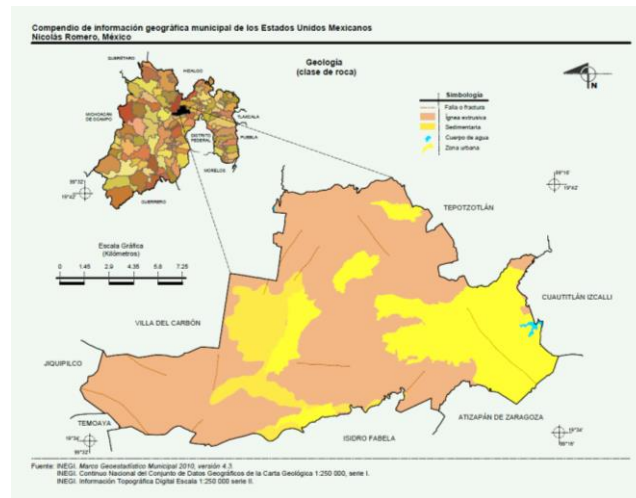 Compendio de información geográfica municipal de los Estados Unidos Mexicanos
Nicolás Romero, México
Geología
(clase de roca)
N
QUERÉTARO
HIDALGO
MICHOACÁN
DE OCAMPO
TLAXCALA
DISTRITO
FEDERAL
PUEBLA
MORELOS
GUERRERO
Simbología
Falla o fractura
Ígnea extrusiva
Sedimentaria
Cuerpo de agua
Zona urbana
Escala Gráfica
(Kilómetros)
0 1.45 2.9 4.35 5.8 7.25
TEPOTZOTLÁN
CUAUTITLÁN IZCALLI
VILLA DEL CARBÓN
JIQUIPILCO
TEMOAYA
ISIDRO FABELA
ATIZAPÁN DE ZARAGOZA
Fuente: INEGI. Marco Geoestadístico Municipal 2010, versión 4.3.
INEGI. Continuo Nacional del Conjunto de Datos Geográficos de la Carta Geológica 1:250 000, serie I.
INEGI. Información Topográfica Digital Escala 1:250 000 serie II.